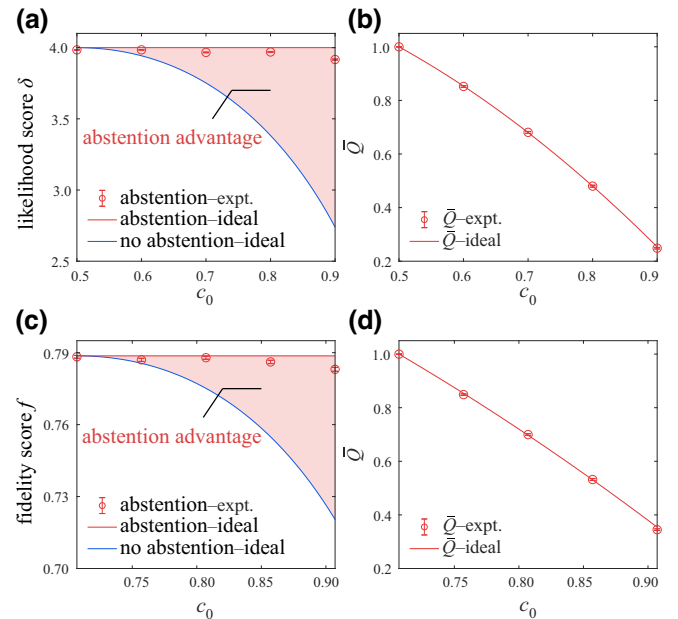 (a)
likelihood score δ
4.0
3.5
3.0
2.5
0.5
0.6
0.7
0.8
0.9
c₀
abstention advantage
abstention–expt.
abstention–ideal
no abstention–ideal
(b)
Q̄
1.0
0.8
0.6
0.4
0.2
0.5
0.6
0.7
0.8
0.9
c₀
Q̄–expt.
Q̄–ideal
(c)
fidelity score f
0.79
0.76
0.73
0.70
0.75
0.80
0.85
0.90
c₀
abstention advantage
abstention–expt.
abstention–ideal
no abstention–ideal
(d)
Q̄
1.0
0.8
0.6
0.4
0.2
0.75
0.80
0.85
0.90
c₀
Q̄–expt.
Q̄–ideal